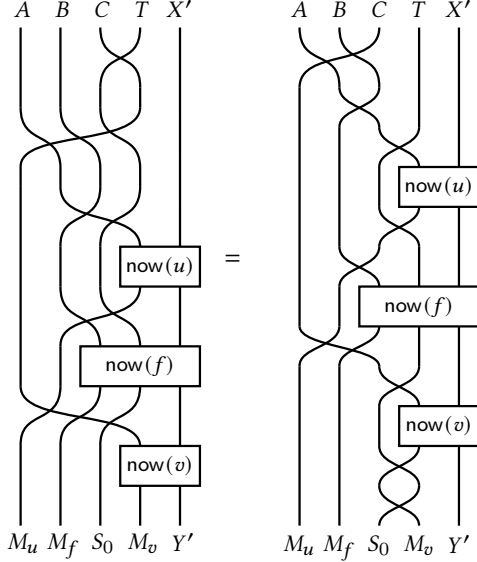 A B C T X′ A B C T X′
now(u)
now(u) =
now(f)
now(f)
now(v)
now(v)
M_u M_f S_0 M_v Y′ M_u M_f S_0 M_v Y′